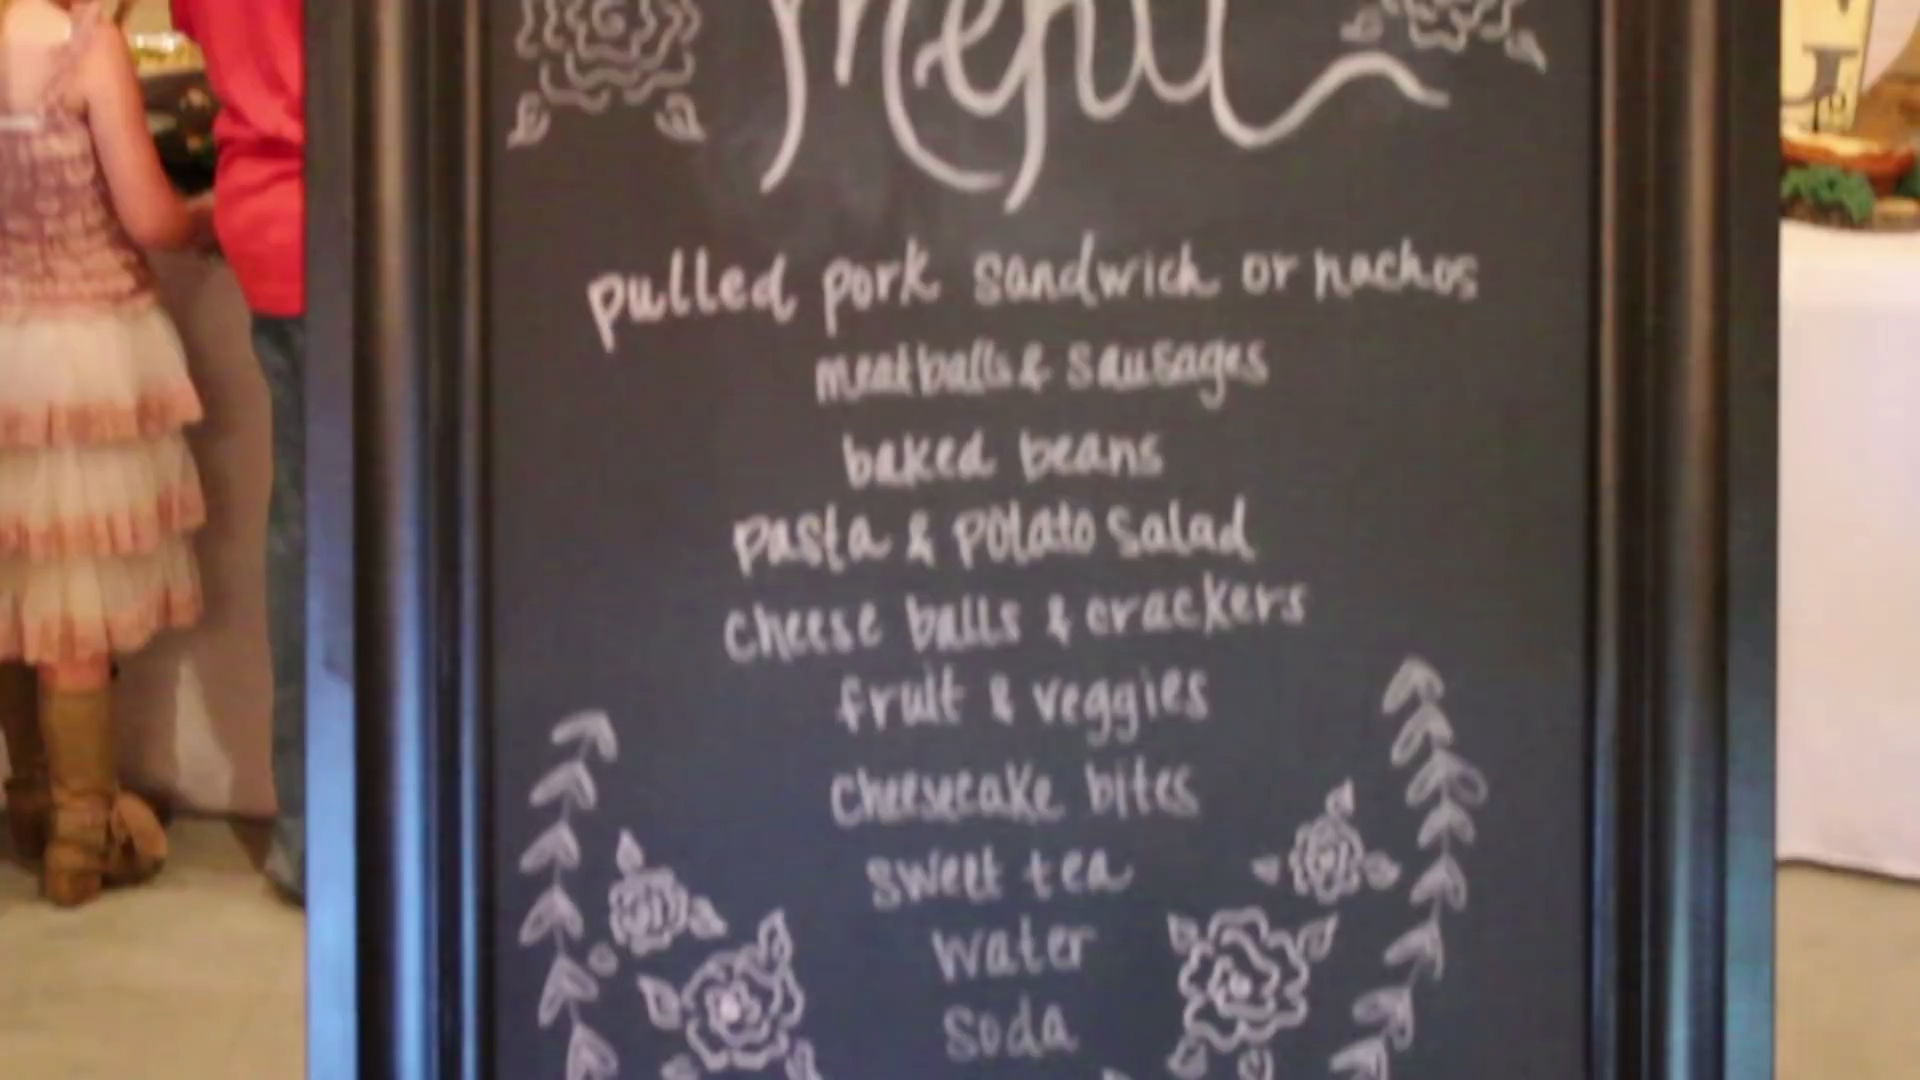 menu
pulled pork sandwich or nachos
meatballs & sausages
baked beans
pasta & potato salad
cheese balls & crackers
fruit & veggies
cheesecake bites
sweet tea
water
soda